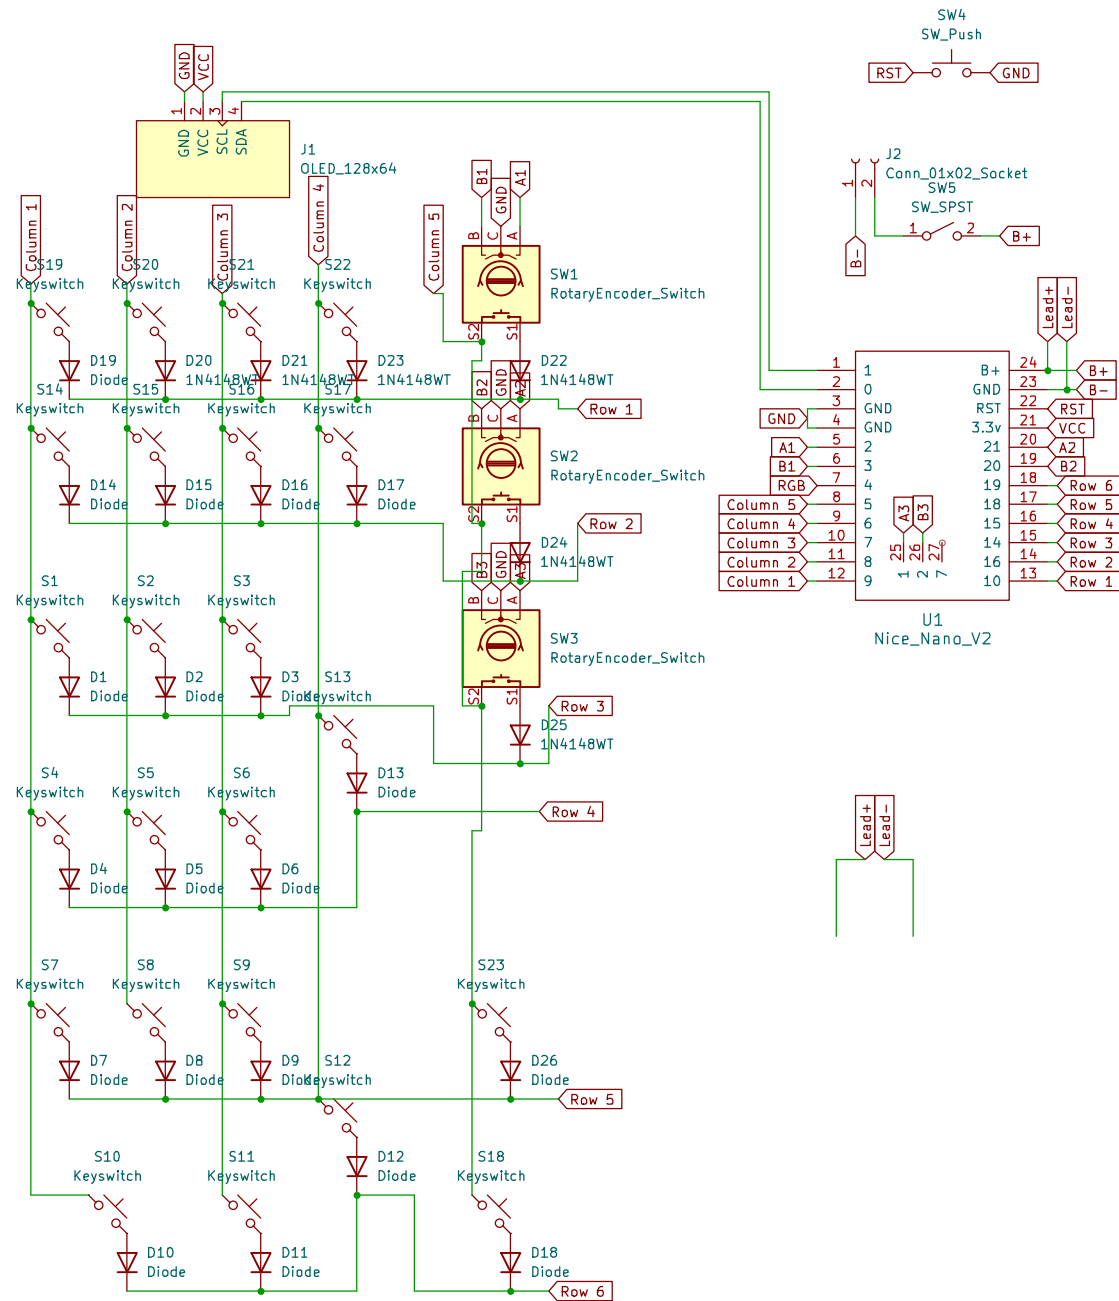 SW4
SW_Push
RST
GND
GND
VCC
1
2
3
4
GND
VCC
SCL
SDA
J1
OLED_128x64
J2
Conn_01x02_Socket
1
2
SW5
SW_SPST
1
2
B+
B-
Column 1
Column 2
Column 3
Column 4
Column 5
B1
GND
A1
B
C
A
SW1
RotaryEncoder_Switch
S2
S1
S19
Keyswitch
S20
Keyswitch
S21
Keyswitch
S22
Keyswitch
D19
Diode
D20
1N4148WT
D21
1N4148WT
D23
1N4148WT
D22
1N4148WT
Row 1
S14
Keyswitch
S15
Keyswitch
S16
Keyswitch
S17
Keyswitch
B2
GND
A2
B
C
A
SW2
RotaryEncoder_Switch
S2
S1
D14
Diode
D15
Diode
D16
Diode
D17
Diode
Row 2
D24
1N4148WT
B3
GND
A3
B
C
A
SW3
RotaryEncoder_Switch
S2
S1
S1
Keyswitch
S2
Keyswitch
S3
Keyswitch
D1
Diode
D2
Diode
D3
Diode
S13
Keyswitch
Row 3
D25
1N4148WT
S4
Keyswitch
S5
Keyswitch
S6
Keyswitch
D13
Diode
Row 4
D4
Diode
D5
Diode
D6
Diode
S7
Keyswitch
S8
Keyswitch
S9
Keyswitch
S23
Keyswitch
D7
Diode
D8
Diode
D9
Diode
S12
Keyswitch
D26
Diode
Row 5
S10
Keyswitch
S11
Keyswitch
D12
Diode
S18
Keyswitch
D10
Diode
D11
Diode
D18
Diode
Row 6
Lead+
Lead-
1
1
B+
24
B+
2
0
GND
23
B-
GND
3
GND
RST
22
RST
4
GND
3.3v
21
VCC
A1
5
2
21
20
A2
B1
6
3
20
19
B2
RGB
7
4
19
18
Row 6
Column 5
8
5
18
17
Row 5
Column 4
9
6
15
16
Row 4
Column 3
10
7
14
15
Row 3
Column 2
11
8
16
14
Row 2
Column 1
12
9
10
13
Row 1
A3
B3
25
26
27
1
2
7
U1
Nice_Nano_V2
Lead+
Lead-